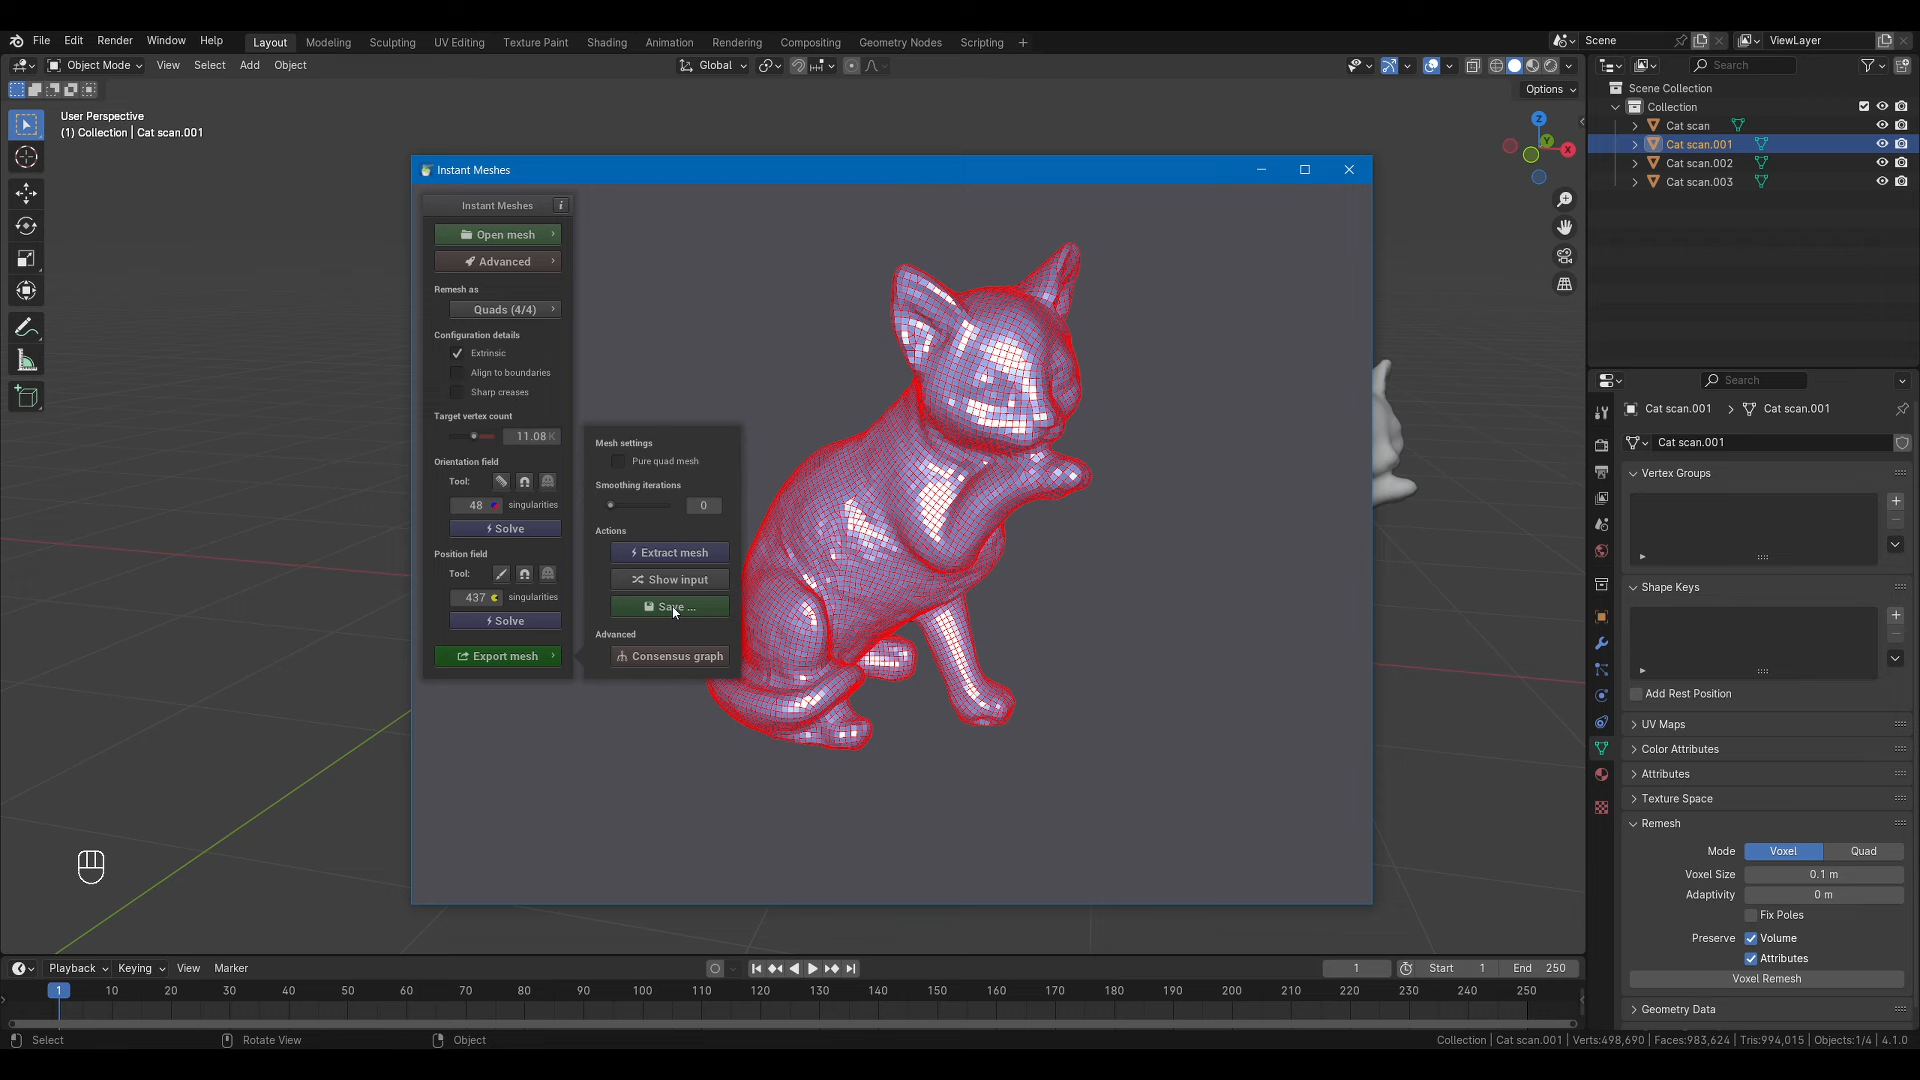 File Edit Render Window Help Layout Modeling Sculpting UV Editing Texture Paint Shading Animation Rendering Compositing Geometry Nodes Scripting + Scene ViewLayer
Object Mode View Select Add Object Global Search
Options
User Perspective
(1) Collection | Cat scan.001
Scene Collection
Collection
Cat scan
Cat scan.001
Cat scan.002
Cat scan.003
Z
Y
X
Instant Meshes
Instant Meshes i
Open mesh
Advanced
Remesh as
Quads (4/4)
Configuration details
Extrinsic
Align to boundaries
Sharp creases
Target vertex count
11.08 K
Orientation field
Tool:
48 singularities
Solve
Position field
Tool:
437 singularities
Solve
Export mesh
Mesh settings
Pure quad mesh
Smoothing iterations
0
Actions
Extract mesh
Show input
Save ...
Advanced
Consensus graph
Search
Cat scan.001 > Cat scan.001
Cat scan.001
Vertex Groups
Shape Keys
Add Rest Position
UV Maps
Color Attributes
Attributes
Texture Space
Remesh
Mode Voxel Quad
Voxel Size 0.1 m
Adaptivity 0 m
Fix Poles
Preserve Volume
Attributes
Voxel Remesh
Geometry Data
Playback Keying View Marker 1 Start 1 End 250
1 10 20 30 40 50 60 70 80 90 100 110 120 130 140 150 160 170 180 190 200 210 220 230 240 250
Select Rotate View Object Collection | Cat scan.001 | Verts:498,690 | Faces:983,624 | Tris:994,015 | Objects:1/4 | 4.1.0